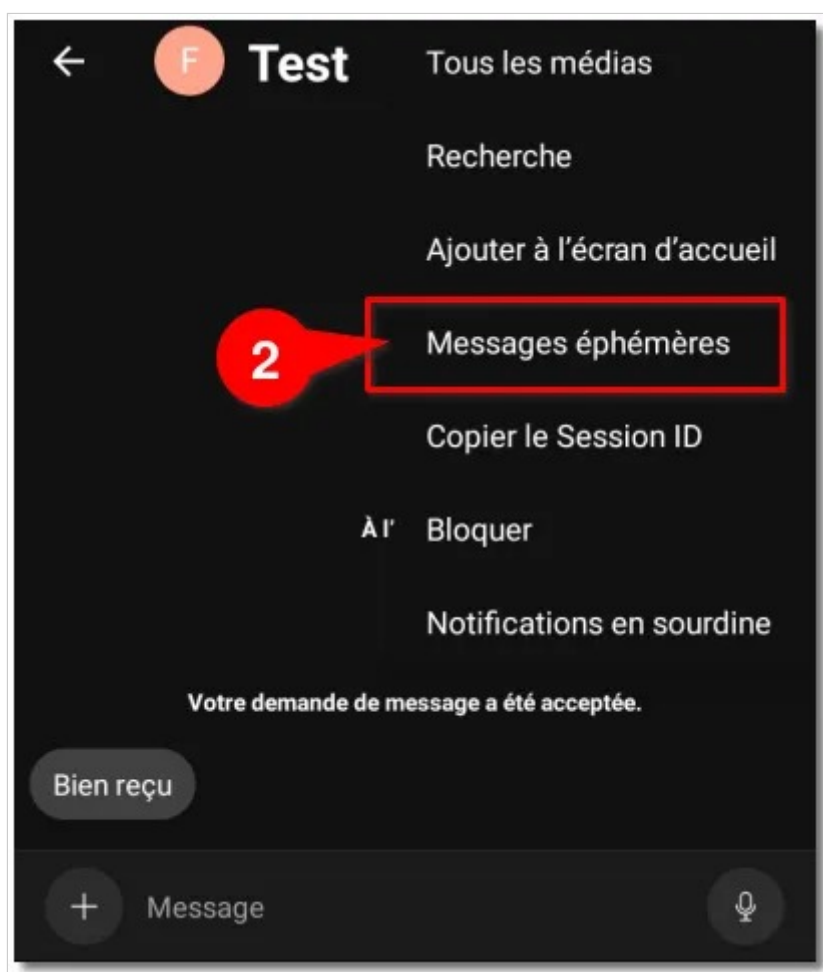 F Test
Tous les médias
Recherche
Ajouter à l'écran d'accueil
2
Messages éphémères
Copier le Session ID
À l'
Bloquer
Notifications en sourdine
Votre demande de message a été acceptée.
Bien reçu
Message